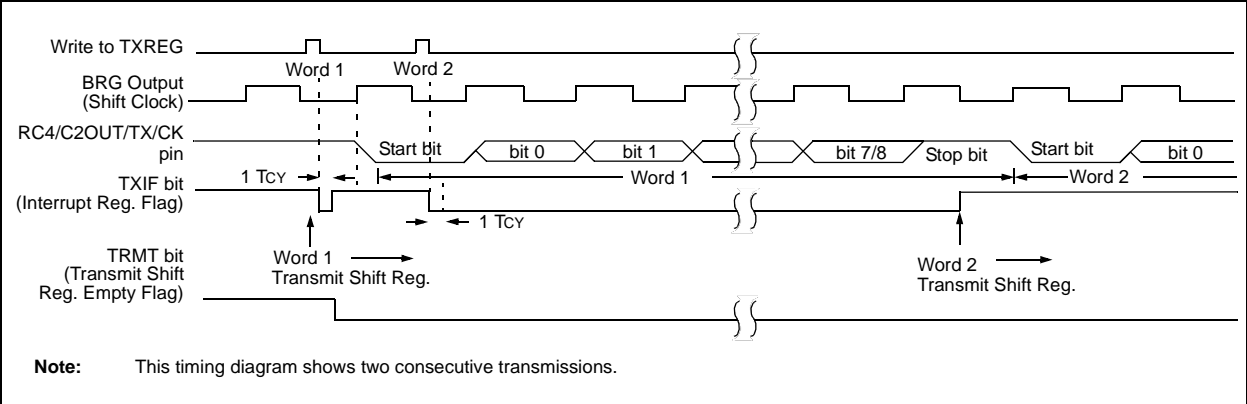 Write to TXREG
Word 1
Word 2
BRG Output
(Shift Clock)
RC4/C2OUT/TX/CK
pin
Start bit
bit 0
bit 1
bit 7/8
Stop bit
Start bit
bit 0
1 TCY
Word 1
Word 2
TXIF bit
(Interrupt Reg. Flag)
1 TCY
TRMT bit
(Transmit Shift
Reg. Empty Flag)
Word 1
Transmit Shift Reg.
Word 2
Transmit Shift Reg.
Note: This timing diagram shows two consecutive transmissions.